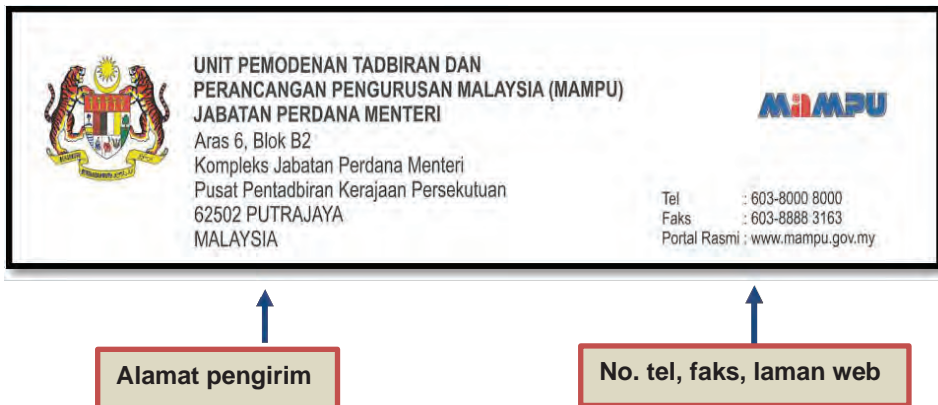 UNIT PEMODENAN TADBIRAN DAN
PERANCANGAN PENGURUSAN MALAYSIA (MAMPU)
JABATAN PERDANA MENTERI
Aras 6, Blok B2
Kompleks Jabatan Perdana Menteri
Pusat Pentadbiran Kerajaan Persekutuan
62502 PUTRAJAYA
MALAYSIA
MAMPU
Tel : 603-8000 8000
Faks : 603-8888 3163
Portal Rasmi : www.mampu.gov.my
Alamat pengirim
No. tel, faks, laman web